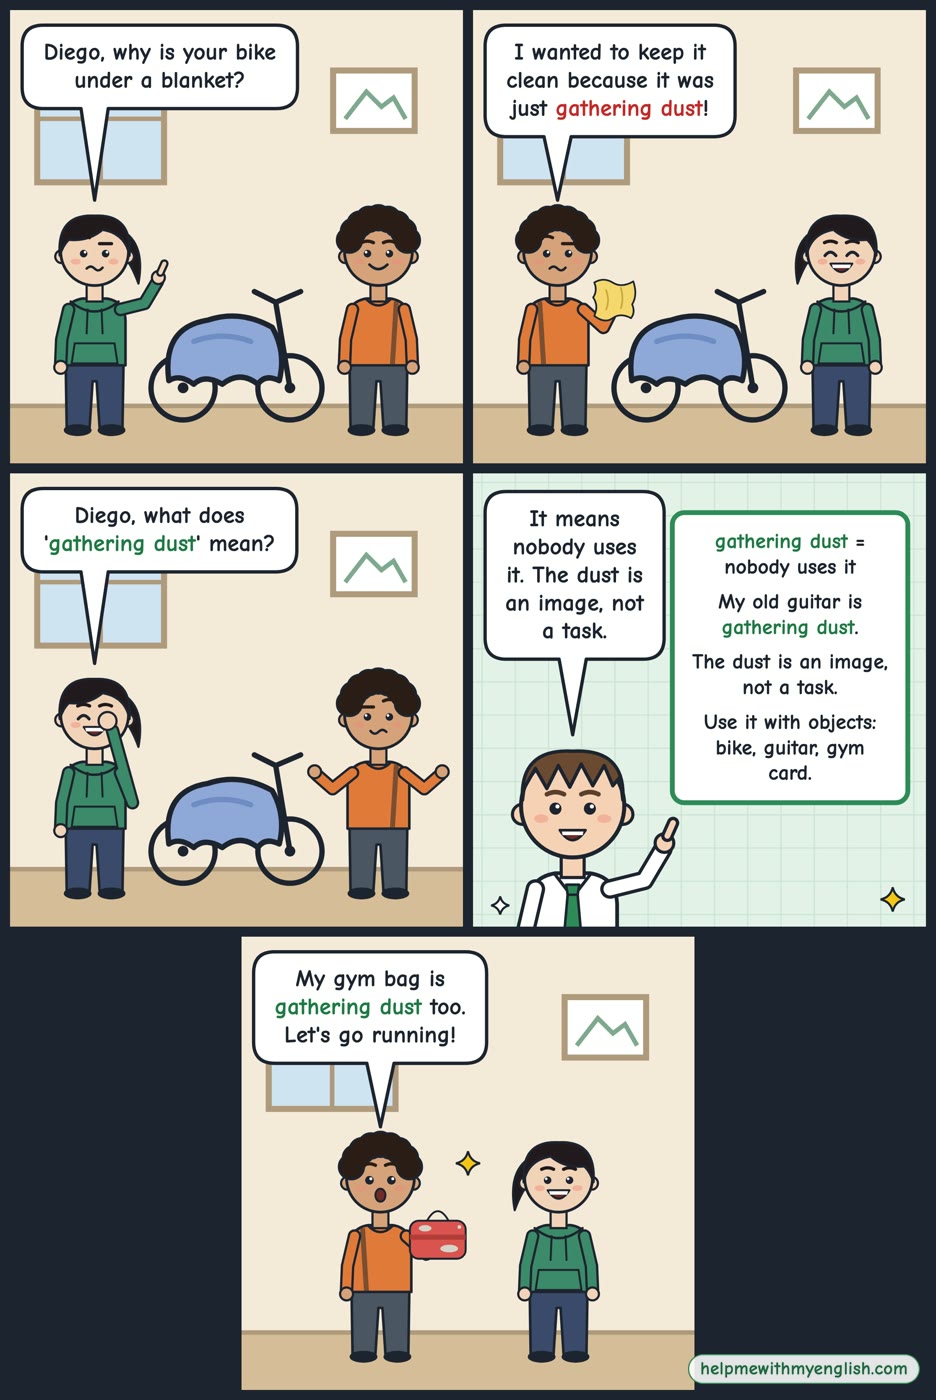 Diego, why is your bike
under a blanket?
I wanted to keep it
clean because it was
just gathering dust!
Diego, what does
'gathering dust' mean?
It means
nobody uses
it. The dust is
an image, not
a task.
gathering dust =
nobody uses it
My old guitar is
gathering dust.
The dust is an image,
not a task.
Use it with objects:
bike, guitar, gym
card.
My gym bag is
gathering dust too.
Let's go running!
helpmewithmyenglish.com